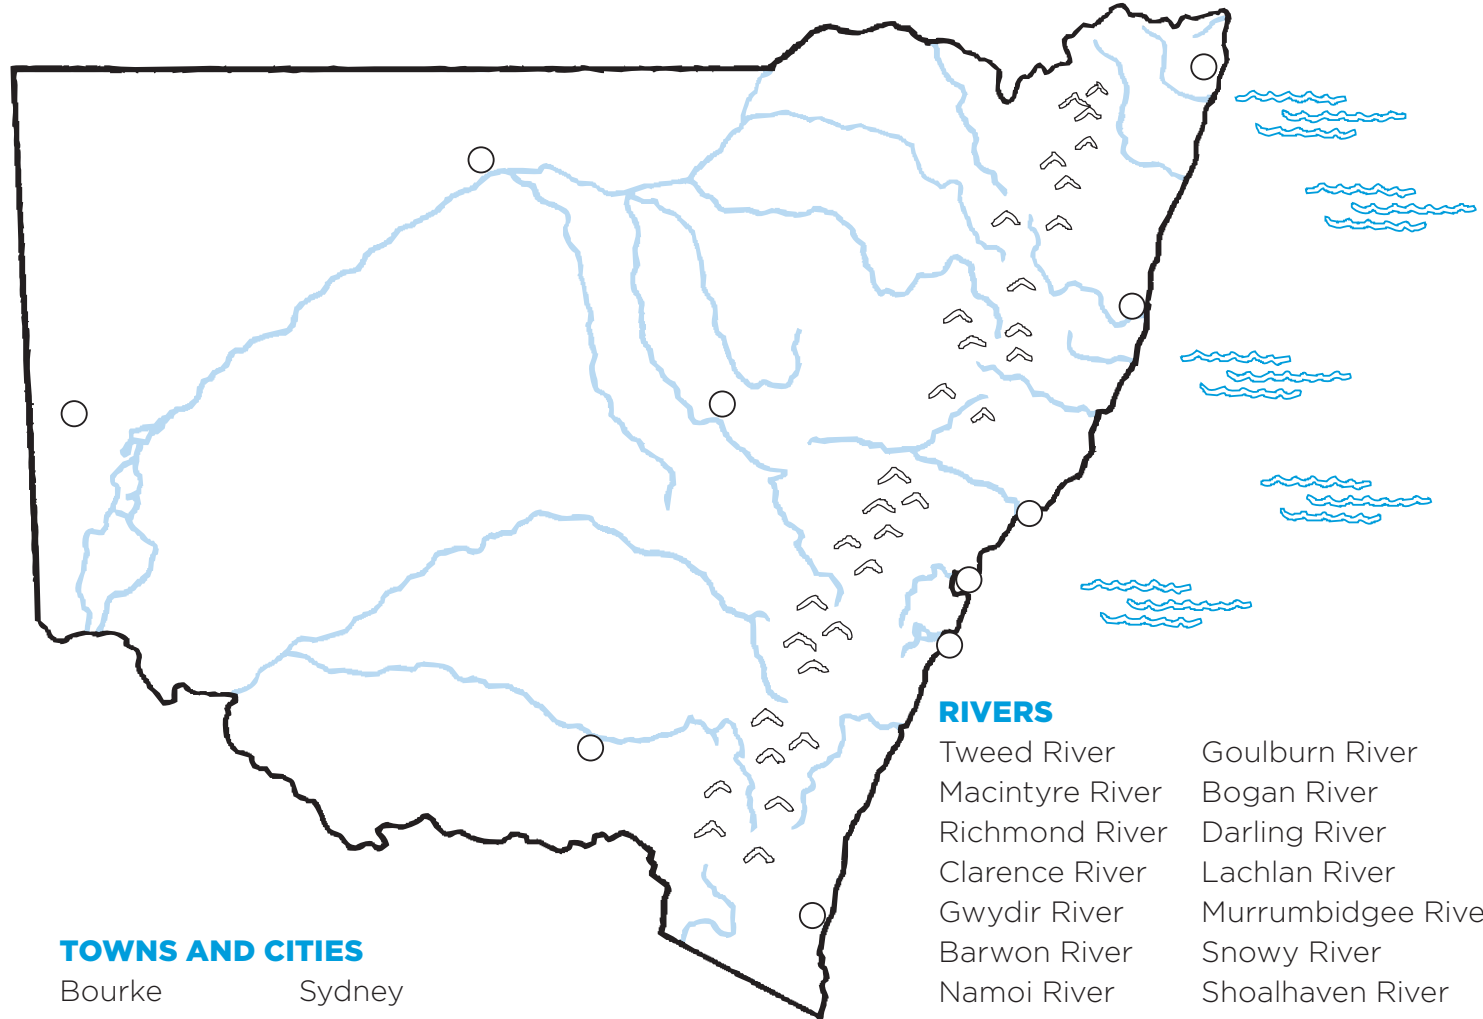 RIVERS
Tweed River
Macintyre River
Richmond River
Clarence River
Gwydir River
Barwon River
Namoi River
Goulburn River
Bogan River
Darling River
Lachlan River
Murrumbidgee Rive
Snowy River
Shoalhaven River
TOWNS AND CITIES
Bourke
Sydney